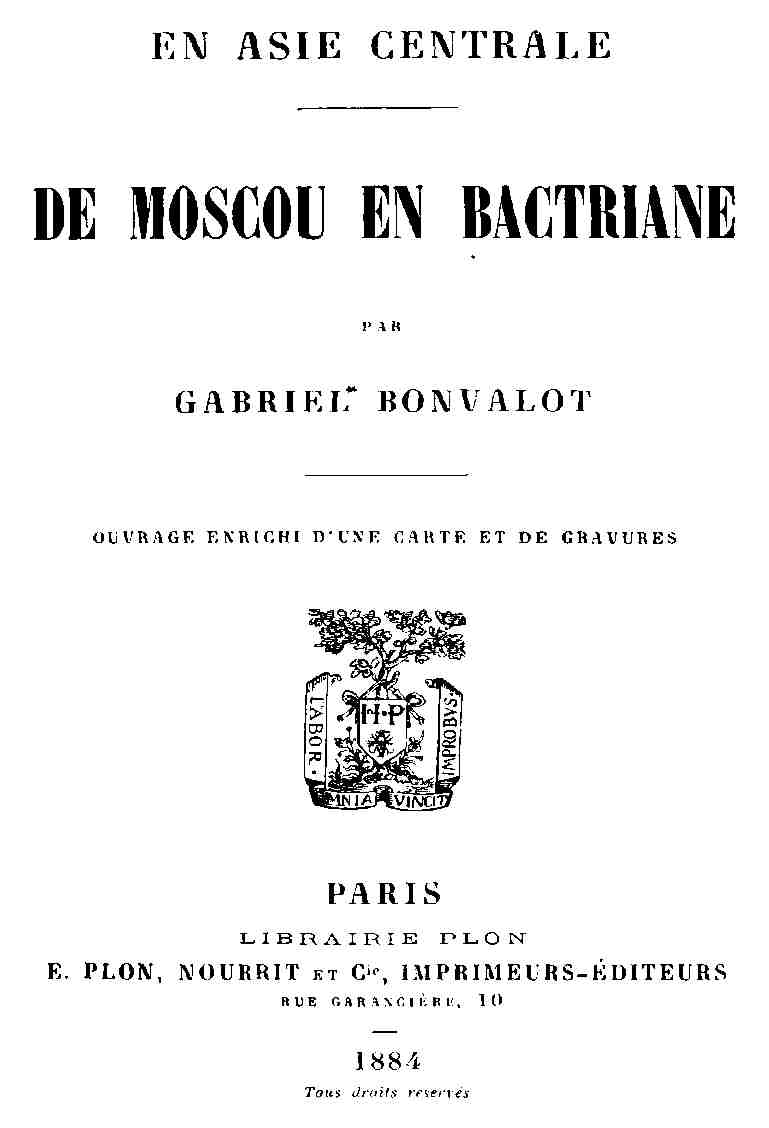 EN ASIE CENTRALE
DE MOSCOU EN BACTRIANE
PAR
GABRIEL BONVALOT
OUVRAGE ENRICHI D'UNE CARTE ET DE GRAVURES
LABOR
H·P
IMPROBVS
OMNIA VINCIT
PARIS
LIBRAIRIE PLON
E. PLON, NOURRIT ET Cie, IMPRIMEURS-ÉDITEURS
RUE GARANCIÈRE, 10
1884
Tous droits réservés